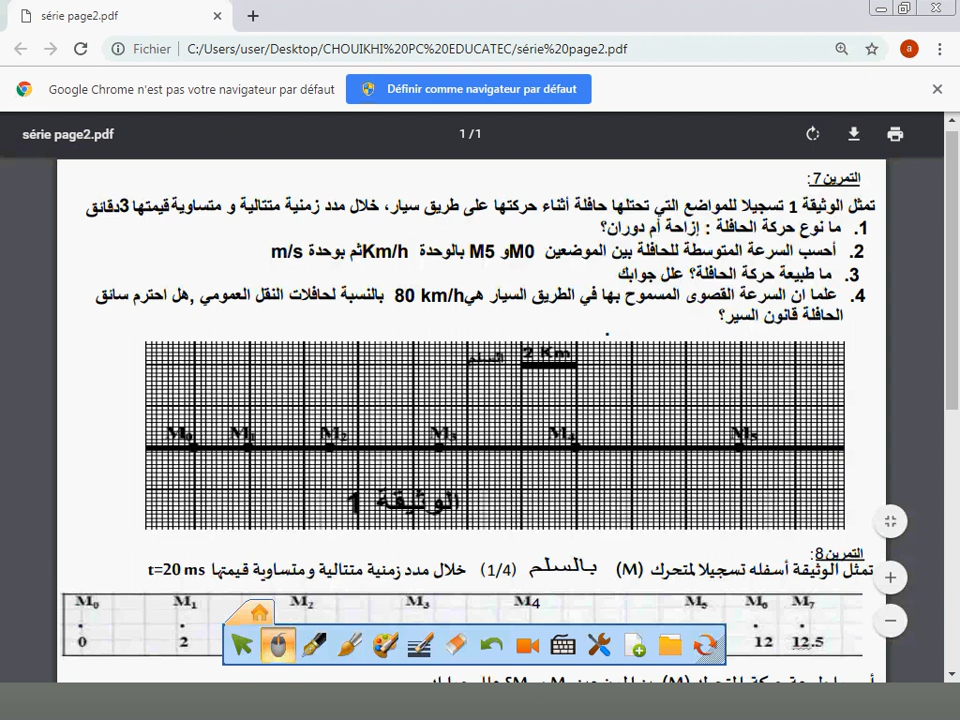 série page2.pdf
Fichier | C:/Users/user/Desktop/CHOUIKHI%20PC%20EDUCATEC/série%20page2.pdf
a
Google Chrome n'est pas votre navigateur par défaut
Définir comme navigateur par défaut
série page2.pdf
1 / 1
التمرين7:
تمثل الوثيقة 1 تسجيلا للمواضع التي تحتلها حافلة أثناء حركتها على طريق سيار، خلال مدد زمنية متتالية و متساوية قيمتها 3دقائق
1. ما نوع حركة الحافلة : إزاحة أم دوران؟
2. أحسب السرعة المتوسطة للحافلة بين الموضعين M0 و M5 بالوحدة Km/h ثم بوحدة m/s
3. ما طبيعة حركة الحافلة؟ علل جوابك
4. علما ان السرعة القصوى المسموح بها في الطريق السيار هي 80 km/h بالنسبة لحافلات النقل العمومي ,هل احترم سائق
الحافلة قانون السير؟
السلم 2 Km
M₀ M₁ M₂ M₃ M₄ M₅
الوثيقة 1
التمرين8:
تمثل الوثيقة أسفله تسجيلا لمتحرك (M) بالسلم (1/4) خلال مدد زمنية متتالية و متساوية قيمتها t=20 ms
M₀ M₁ M₂ M₃ M4 M₅ M₆ M₇
0 2 12 12.5